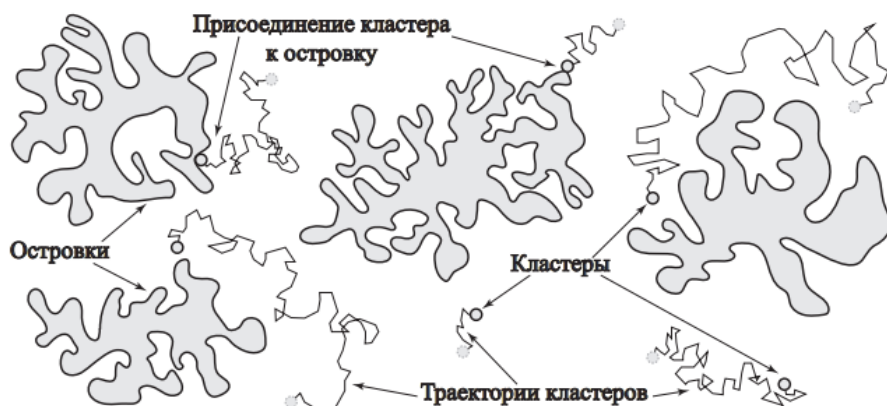 Присоединение кластера
к островку
Островки
Кластеры
Траектории кластеров